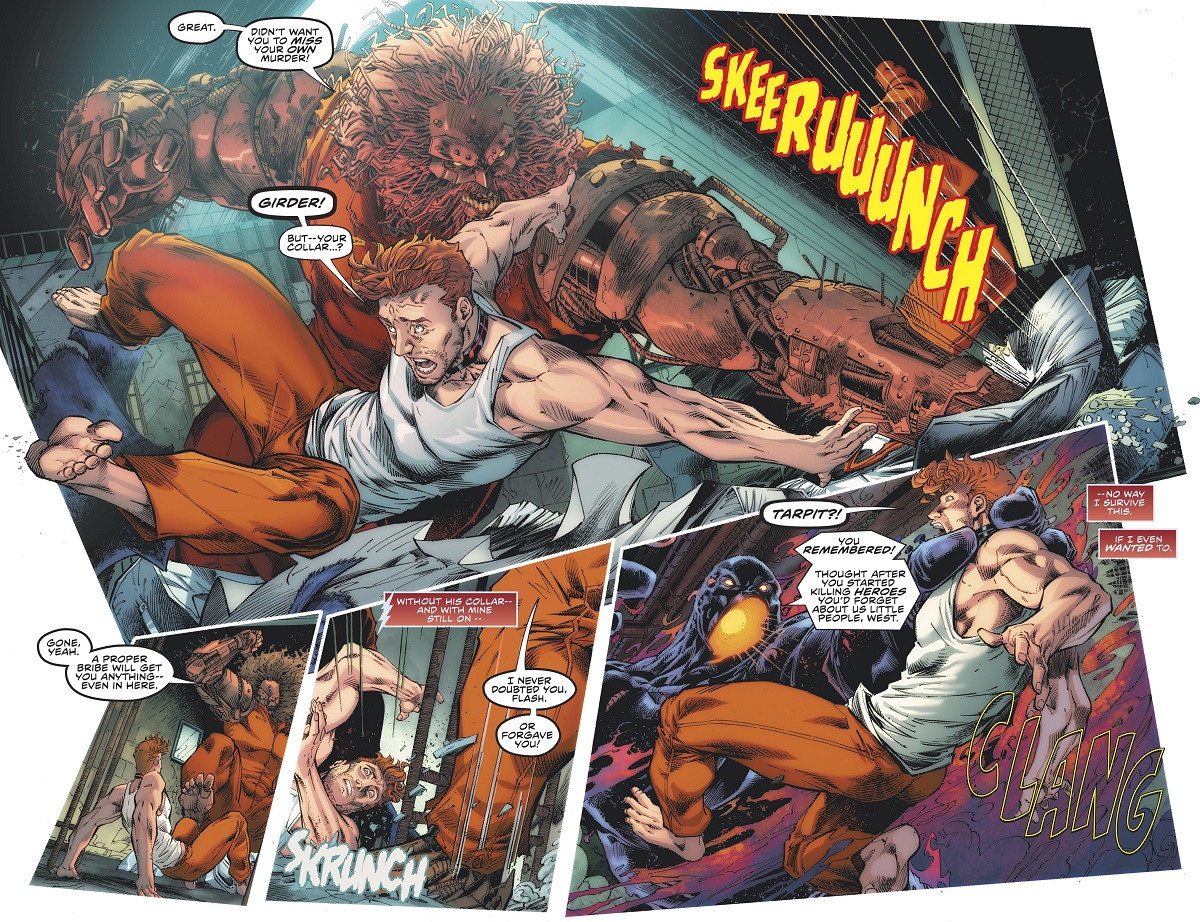 GREAT.
DIDN'T WANT
YOU TO MISS
YOUR OWN
MURDER!
SKEERUUUNCH
GIRDER!
BUT--YOUR
COLLAR...?
GONE,
YEAH.
A PROPER
BRIBE WILL GET
YOU ANYTHING--
EVEN IN HERE.
WITHOUT HIS COLLAR--
AND WITH MINE
STILL ON --
I NEVER
DOUBTED YOU,
FLASH.
OR
FORGAVE
YOU!
SKRUNCH
TARPIT?!
YOU
REMEMBERED!
THOUGHT AFTER
YOU STARTED
KILLING HEROES
YOU'D FORGET
ABOUT US LITTLE
PEOPLE, WEST.
--NO WAY
I SURVIVE
THIS.
IF I EVEN
WANTED TO.
CLANG